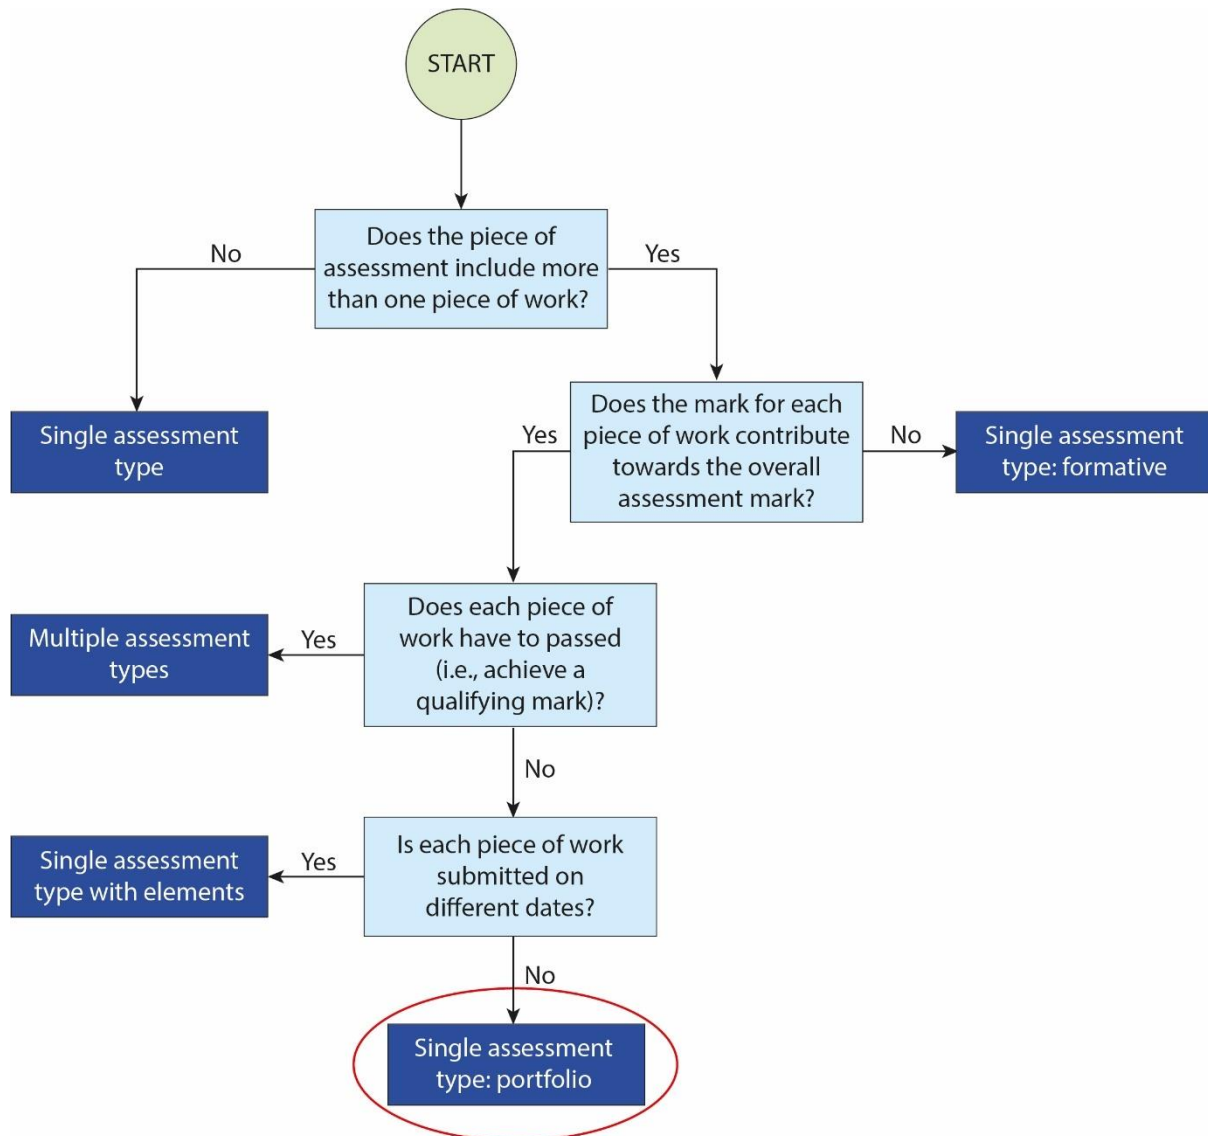 START
Does the piece of
assessment include more
than one piece of work?
No
Yes
Single assessment
type
Does the mark for each
piece of work contribute
towards the overall
assessment mark?
Yes
No
Single assessment
type: formative
Does each piece of
work have to passed
(i.e., achieve a
qualifying mark)?
Yes
Multiple assessment
types
No
Is each piece of work
submitted on
different dates?
Yes
Single assessment
type with elements
No
Single assessment
type: portfolio